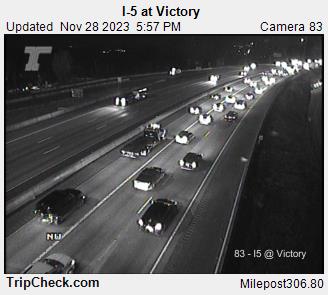 I-5 at Victory
Updated Nov 28 2023 5:57 PM Camera 83
T
NB
83 - I5 @ Victory
TripCheck.com Milepost306.80